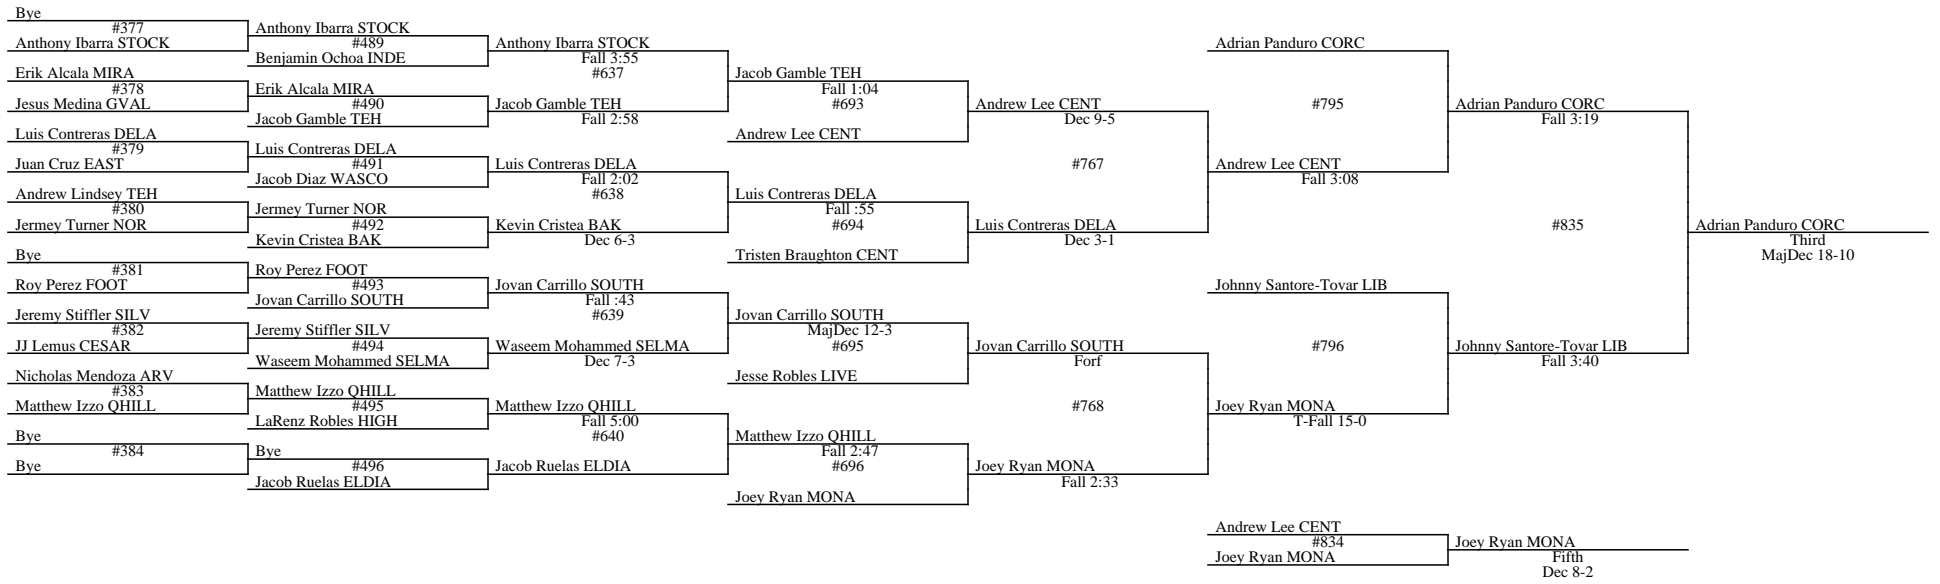 Bye
#377
Anthony Ibarra STOCK
Erik Alcala MIRA
#378
Jesus Medina GVAL
Luis Contreras DELA
#379
Juan Cruz EAST
Andrew Lindsey TEH
#380
Jermey Turner NOR
Bye
#381
Roy Perez FOOT
Jeremy Stiffler SILV
#382
JJ Lemus CESAR
Nicholas Mendoza ARV
#383
Matthew Izzo QHILL
Bye
#384
Bye
Anthony Ibarra STOCK
#489
Benjamin Ochoa INDE
Erik Alcala MIRA
#490
Jacob Gamble TEH
Luis Contreras DELA
#491
Jacob Diaz WASCO
Jermey Turner NOR
#492
Kevin Cristea BAK
Roy Perez FOOT
#493
Jovan Carrillo SOUTH
Jeremy Stiffler SILV
#494
Waseem Mohammed SELMA
Matthew Izzo QHILL
#495
LaRenz Robles HIGH
Bye
#496
Jacob Ruelas ELDIA
Anthony Ibarra STOCK
Fall 3:55
#637
Jacob Gamble TEH
Fall 2:58
Luis Contreras DELA
Fall 2:02
#638
Kevin Cristea BAK
Dec 6-3
Jovan Carrillo SOUTH
Fall :43
#639
Waseem Mohammed SELMA
Dec 7-3
Matthew Izzo QHILL
Fall 5:00
#640
Jacob Ruelas ELDIA
Jacob Gamble TEH
Fall 1:04
#693
Andrew Lee CENT
Luis Contreras DELA
Fall :55
#694
Tristen Braughton CENT
Jovan Carrillo SOUTH
MajDec 12-3
#695
Jesse Robles LIVE
Matthew Izzo QHILL
Fall 2:47
#696
Joey Ryan MONA
Andrew Lee CENT
Dec 9-5
#767
Luis Contreras DELA
Dec 3-1
Jovan Carrillo SOUTH
Forf
#768
Joey Ryan MONA
Fall 2:33
Adrian Panduro CORC
#795
Andrew Lee CENT
Fall 3:08
Johnny Santore-Tovar LIB
#796
Joey Ryan MONA
T-Fall 15-0
Adrian Panduro CORC
Fall 3:19
#835
Johnny Santore-Tovar LIB
Fall 3:40
Adrian Panduro CORC
Third
MajDec 18-10
Andrew Lee CENT
#834
Joey Ryan MONA
Joey Ryan MONA
Fifth
Dec 8-2